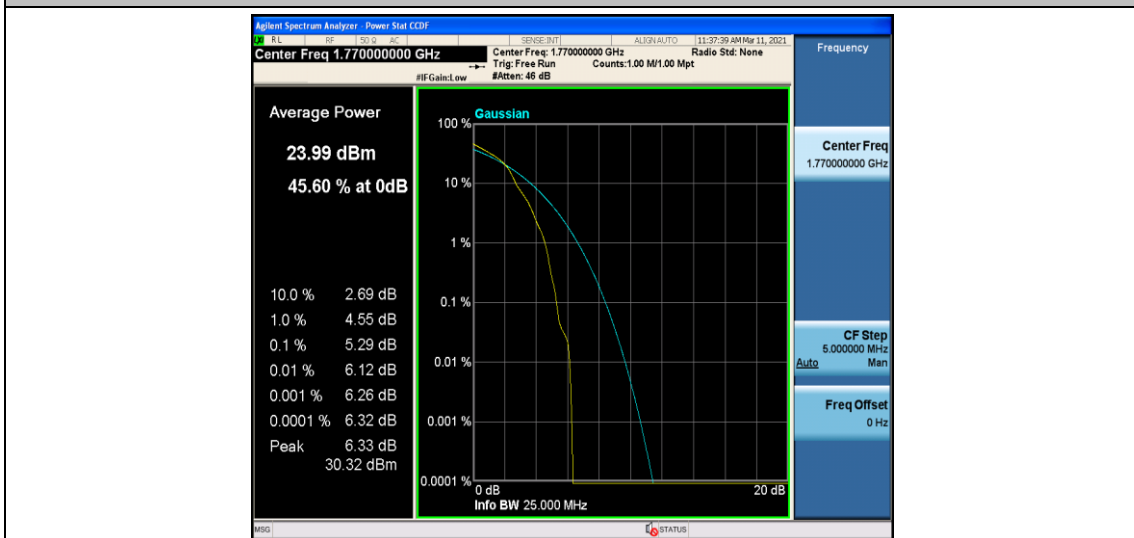 Agilent Spectrum Analyzer - Power Stat CCDF
RL RF 50 Ω AC SENSE:INT ALIGN AUTO 11:37:39 AM Mar 11, 2021
Center Freq 1.770000000 GHz
Center Freq: 1.770000000 GHz Radio Std: None
Trig: Free Run Counts:1.00 M/1.00 Mpt
#IFGain:Low #Atten: 46 dB
Frequency
Average Power
23.99 dBm
45.60 % at 0dB
10.0 % 2.69 dB
1.0 % 4.55 dB
0.1 % 5.29 dB
0.01 % 6.12 dB
0.001 % 6.26 dB
0.0001 % 6.32 dB
Peak 6.33 dB
30.32 dBm
Gaussian
100 %
10 %
1 %
0.1 %
0.01 %
0.001 %
0.0001 %
0 dB 20 dB
Info BW 25.000 MHz
Center Freq
1.770000000 GHz
CF Step
5.000000 MHz
Auto Man
Freq Offset
0 Hz
MSG STATUS